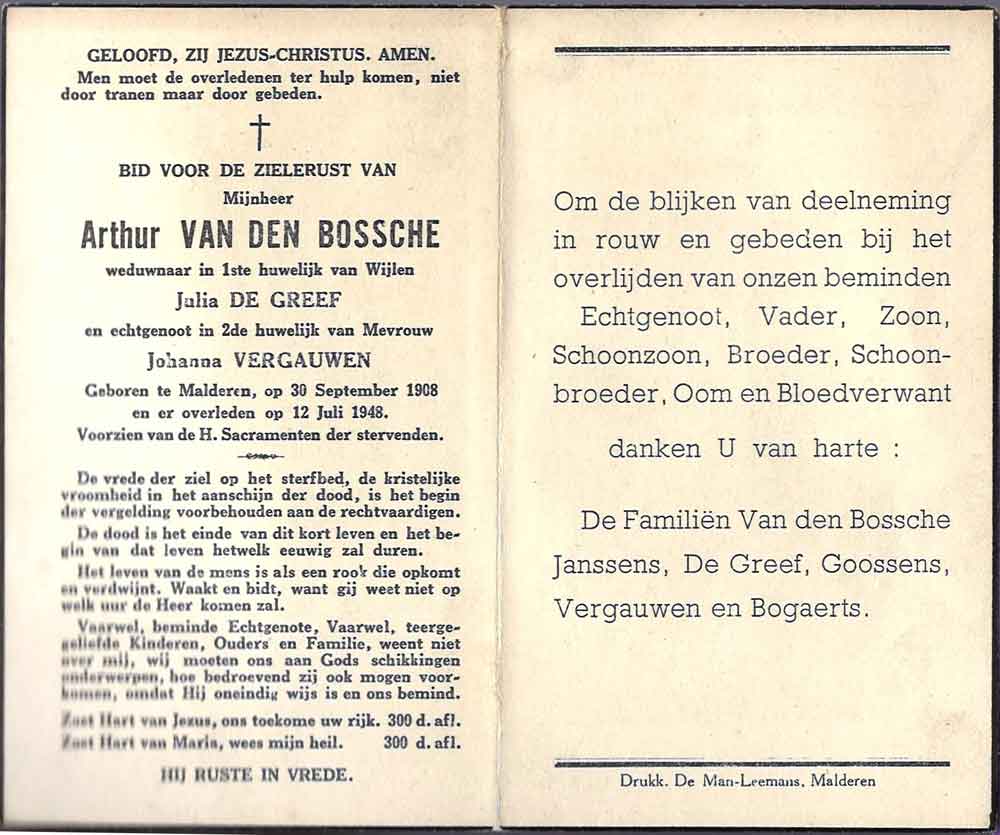 GELOOFD, ZIJ JEZUS-CHRISTUS. AMEN.
Men moet de overledenen ter hulp komen, niet
door tranen maar door gebeden.
BID VOOR DE ZIELERUST VAN
Mijnheer
Arthur VAN DEN BOSSCHE
weduwnaar in 1ste huwelijk van Wijlen
Julia DE GREEF
en echtgenoot in 2de huwelijk van Mevrouw
Johanna VERGAUWEN
Geboren te Malderen, op 30 September 1908
en er overleden op 12 Juli 1948.
Voorzien van de H. Sacramenten der stervenden.
De vrede der ziel op het sterfbed, de kristelijke
vroomheid in het aanschijn der dood, is het begin
der vergelding voorbehouden aan de rechtvaardigen.
De dood is het einde van dit kort leven en het be-
gin van dat leven hetwelk eeuwig zal duren.
Het leven van de mens is als een rook die opkomt
en verdwijnt. Waakt en bidt, want gij weet niet op
welk uur de Heer komen zal.
Vaarwel, beminde Echtgenote, Vaarwel, teerge-
geliefde Kinderen, Ouders en Familie, weent niet
over mij, wij moeten ons aan Gods schikkingen
onderwerpen, hoe bedroevend zij ook mogen voor-
komen, omdat Hij oneindig wijs is en ons bemind.
Zoet Hart van Jezus, ons toekome uw rijk. 300 d. afl.
Zoet Hart van Maria, wees mijn heil. 300 d. afl.
HIJ RUSTE IN VREDE.
Om de blijken van deelneming
in rouw en gebeden bij het
overlijden van onzen beminden
Echtgenoot, Vader, Zoon,
Schoonzoon, Broeder, Schoon-
broeder, Oom en Bloedverwant
danken U van harte :
De Familiën Van den Bossche
Janssens, De Greef, Goossens,
Vergauwen en Bogaerts.
Drukk. De Man-Leemans, Malderen